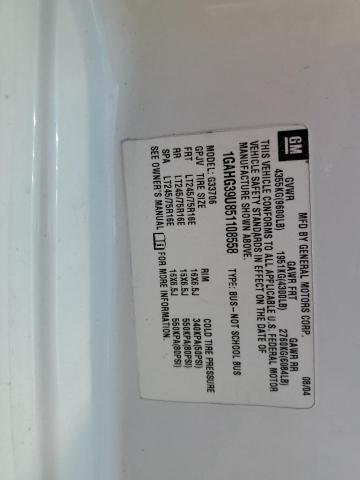 GM
MFD BY GENERAL MOTORS CORP.
08/04
GVWR GAWR FRT GAWR RR
4355KG(9600LB) 1951KG(4300LB) 2760KG(6084LB)
THIS VEHICLE CONFORMS TO ALL APPLICABLE U.S. FEDERAL MOTOR
VEHICLE SAFETY STANDARDS IN EFFECT ON THE DATE OF
MANUFACTURE SHOWN ABOVE.
1GAHG39U851108558 TYPE: BUS-NOT SCHOOL BUS
MODEL: G33706
GPJV TIRE SIZE RIM COLD TIRE PRESSURE
FRT LT245/75R16E 16X6.5J 340KPA(50PSI)
RR LT245/75R16E 16X6.5J 550KPA(80PSI)
SPA LT245/75R16E 16X6.5J 550KPA(80PSI)
SEE OWNER'S MANUAL FOR MORE INFORMATION.